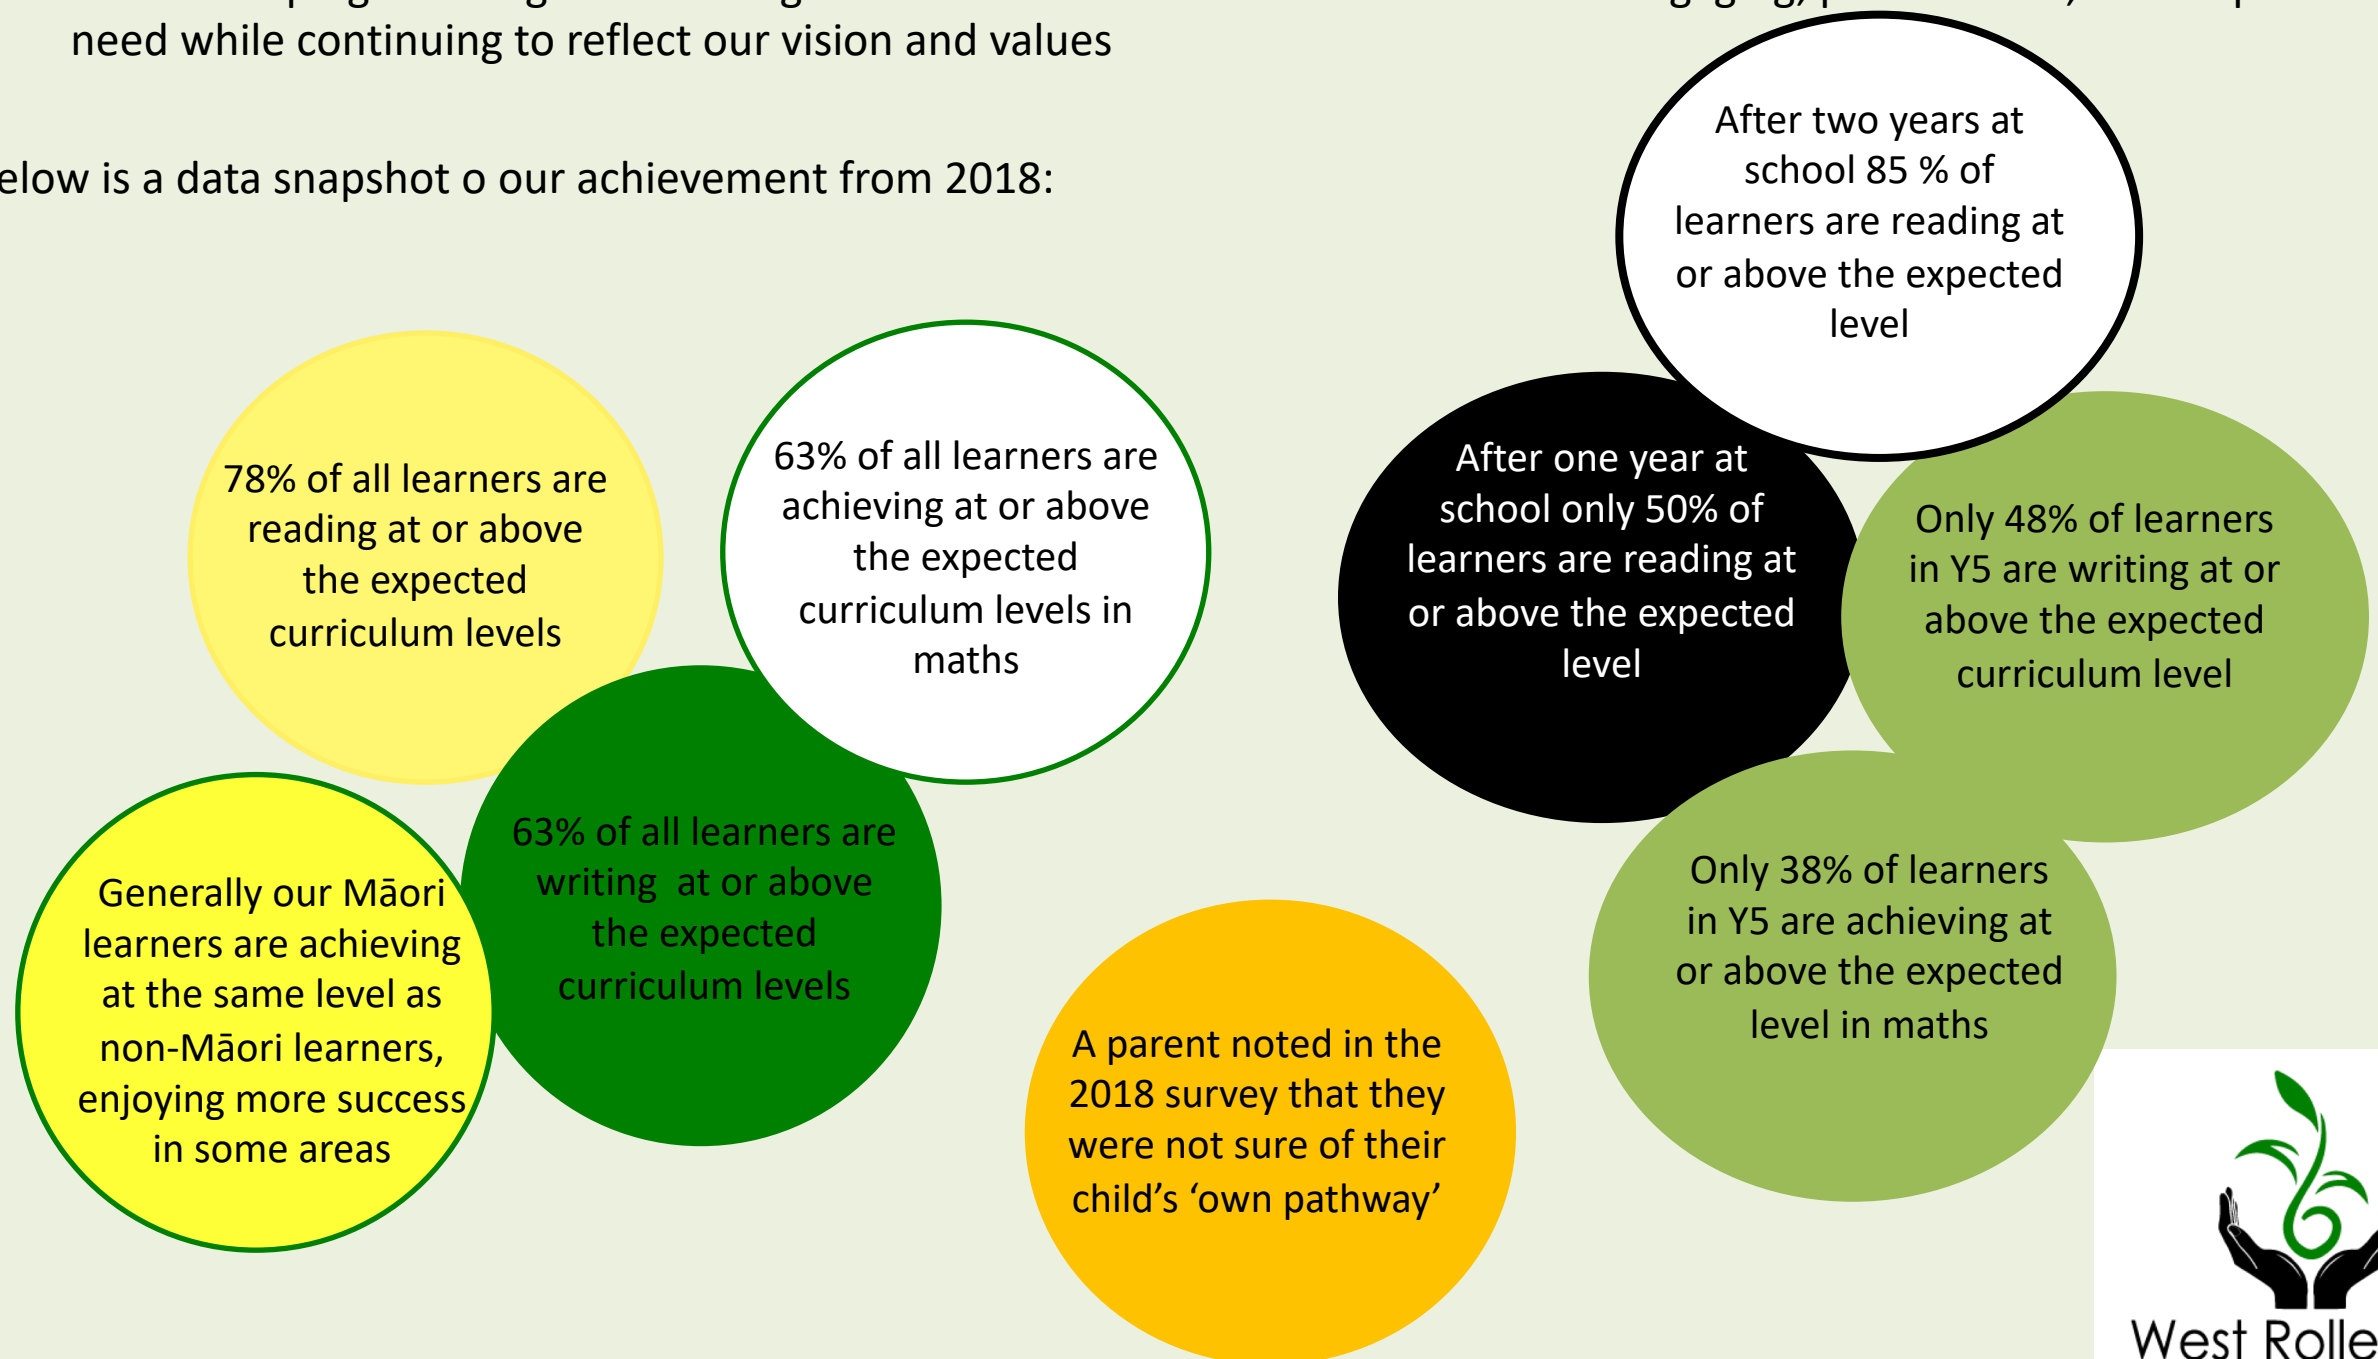 need while continuing to reflect our vision and values
elow is a data snapshot o our achievement from 2018:
After two years at
school 85 % of
learners are reading at
or above the expected
level
78% of all learners are
reading at or above
the expected
curriculum levels
63% of all learners are
achieving at or above
the expected
curriculum levels in
maths
After one year at
school only 50% of
learners are reading at
or above the expected
level
Only 48% of learners
in Y5 are writing at or
above the expected
curriculum level
63% of all learners are
writing at or above
the expected
curriculum levels
Generally our Māori
learners are achieving
at the same level as
non-Māori learners,
enjoying more success
in some areas
Only 38% of learners
in Y5 are achieving at
or above the expected
level in maths
A parent noted in the
2018 survey that they
were not sure of their
child’s ‘own pathway’
West Rolle